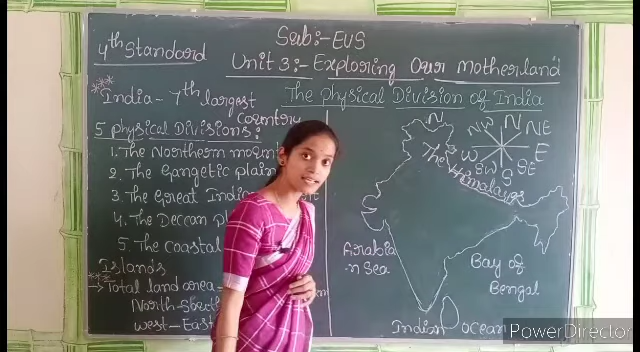 Sub:- EVS
4th Standard
Unit 3:- Exploring Our Motherland
*** India - 7th largest
country
The Physical Division of India
5 physical Divisions:
1. The Northern
2. The Gangetic plain
3. The Great
4. The Deccan
5. The coastal
Islands
*** → Total land area -
North-South
West - East
N
NW N NE
W E
SW S SE
The Himalayas
Arabia
-n Sea
Bay of
Bengal
Indian Ocean
PowerDirector